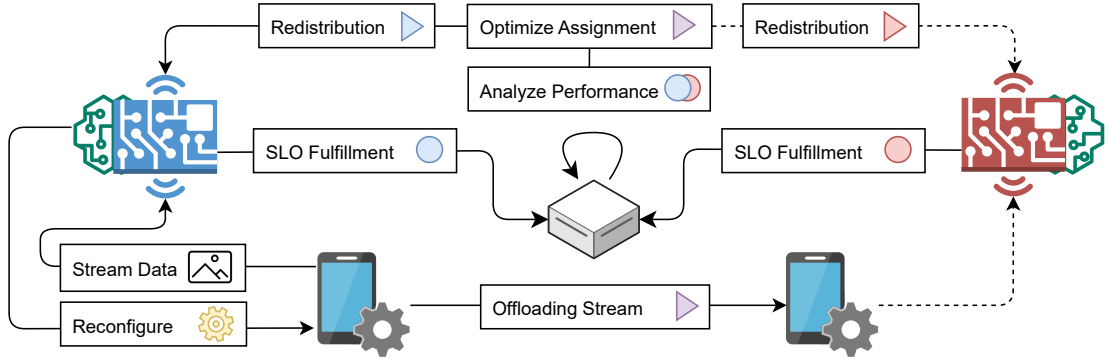 Redistribution
Optimize Assignment
Redistribution
Analyze Performance
SLO Fulfillment
SLO Fulfillment
Stream Data
Offloading Stream
Reconfigure